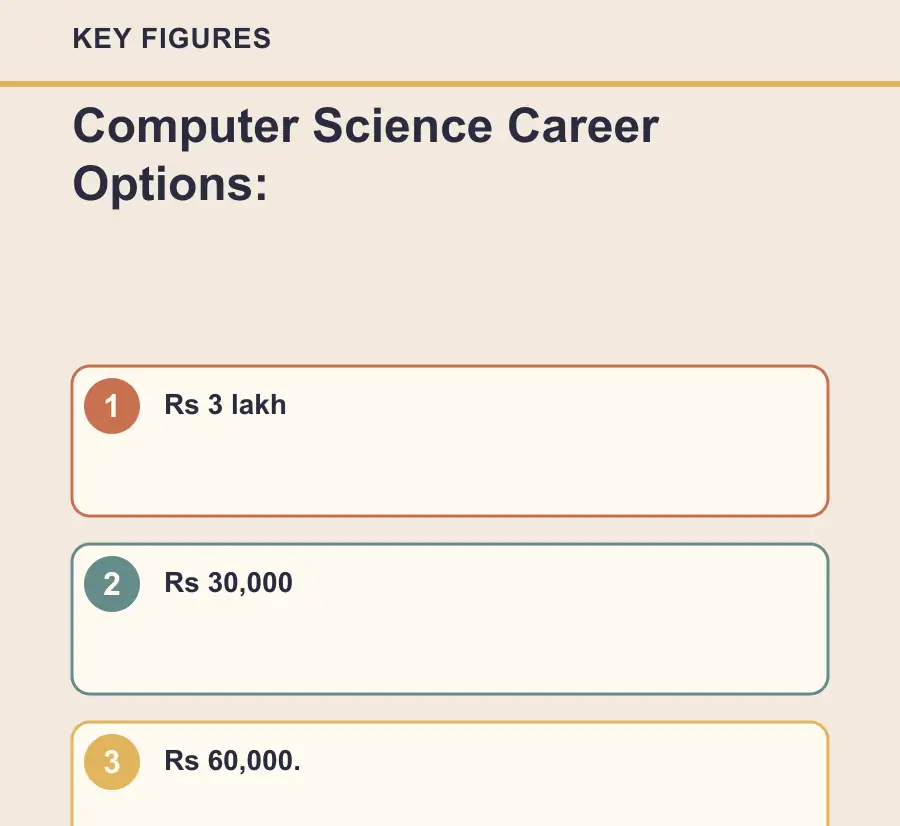 KEY FIGURES
Computer Science Career
Options:
1
Rs 3 lakh
2
Rs 30,000
3
Rs 60,000.